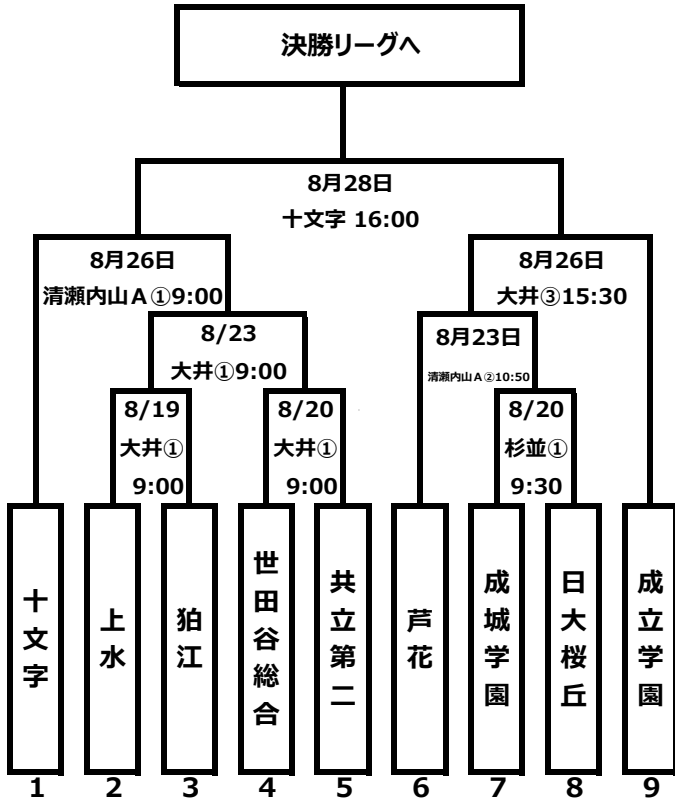 決勝リーグへ
8月28日
十文字 16:00
8月26日
清瀬内山A①9:00
8月26日
大井③15:30
8/23
大井①9:00
8月23日
清瀬内山A②10:50
8/19
大井①
9:00
8/20
大井①
9:00
8/20
杉並①
9:30
十文字
上水
狛江
世田谷総合
共立第二
芦花
成城学園
日大桜丘
成立学園
1 2 3 4 5 6 7 8 9